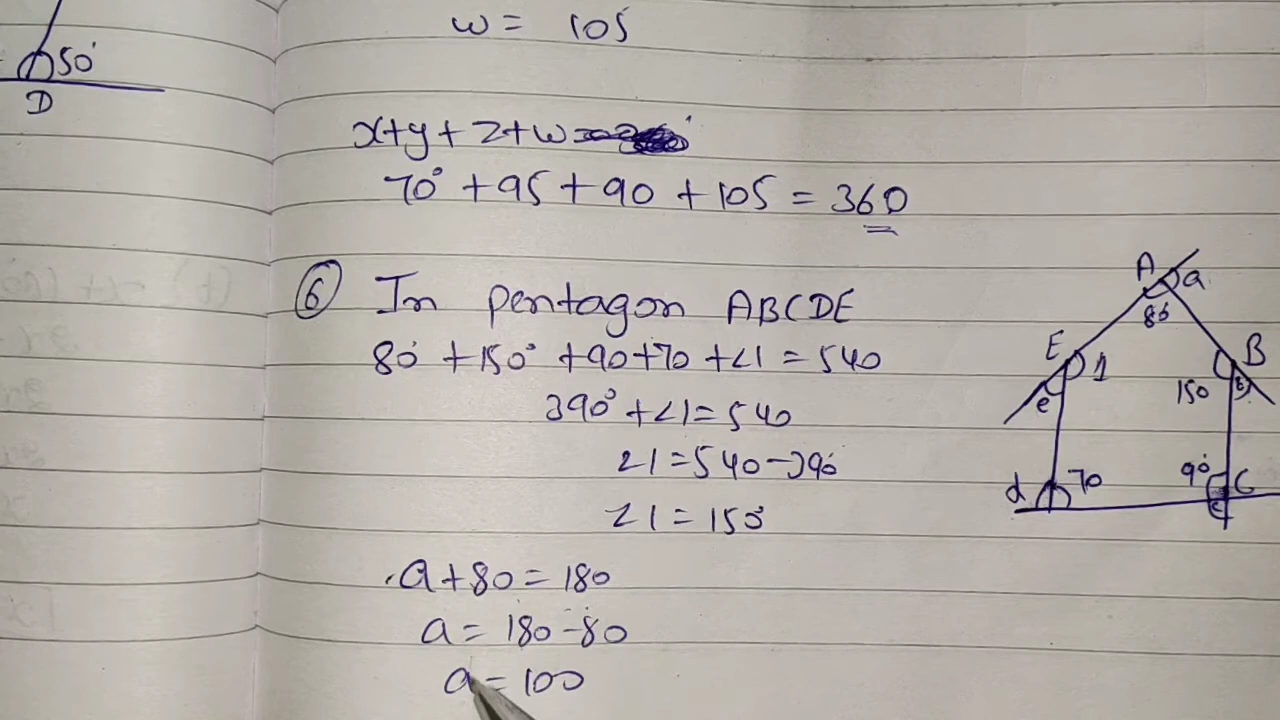 w = 105
50°
D
x+y+z+w
70° + 95 + 90 + 105 = 360
⑥ In pentagon ABCDE
80° + 150° + 90 + 70 + ∠1 = 540
390° + ∠1 = 540
∠1 = 540 - 390
∠1 = 150°
a + 80 = 180
a = 180 - 80
a = 100
A a
80
E 1
B
150 b
e
d 70
90° C
c